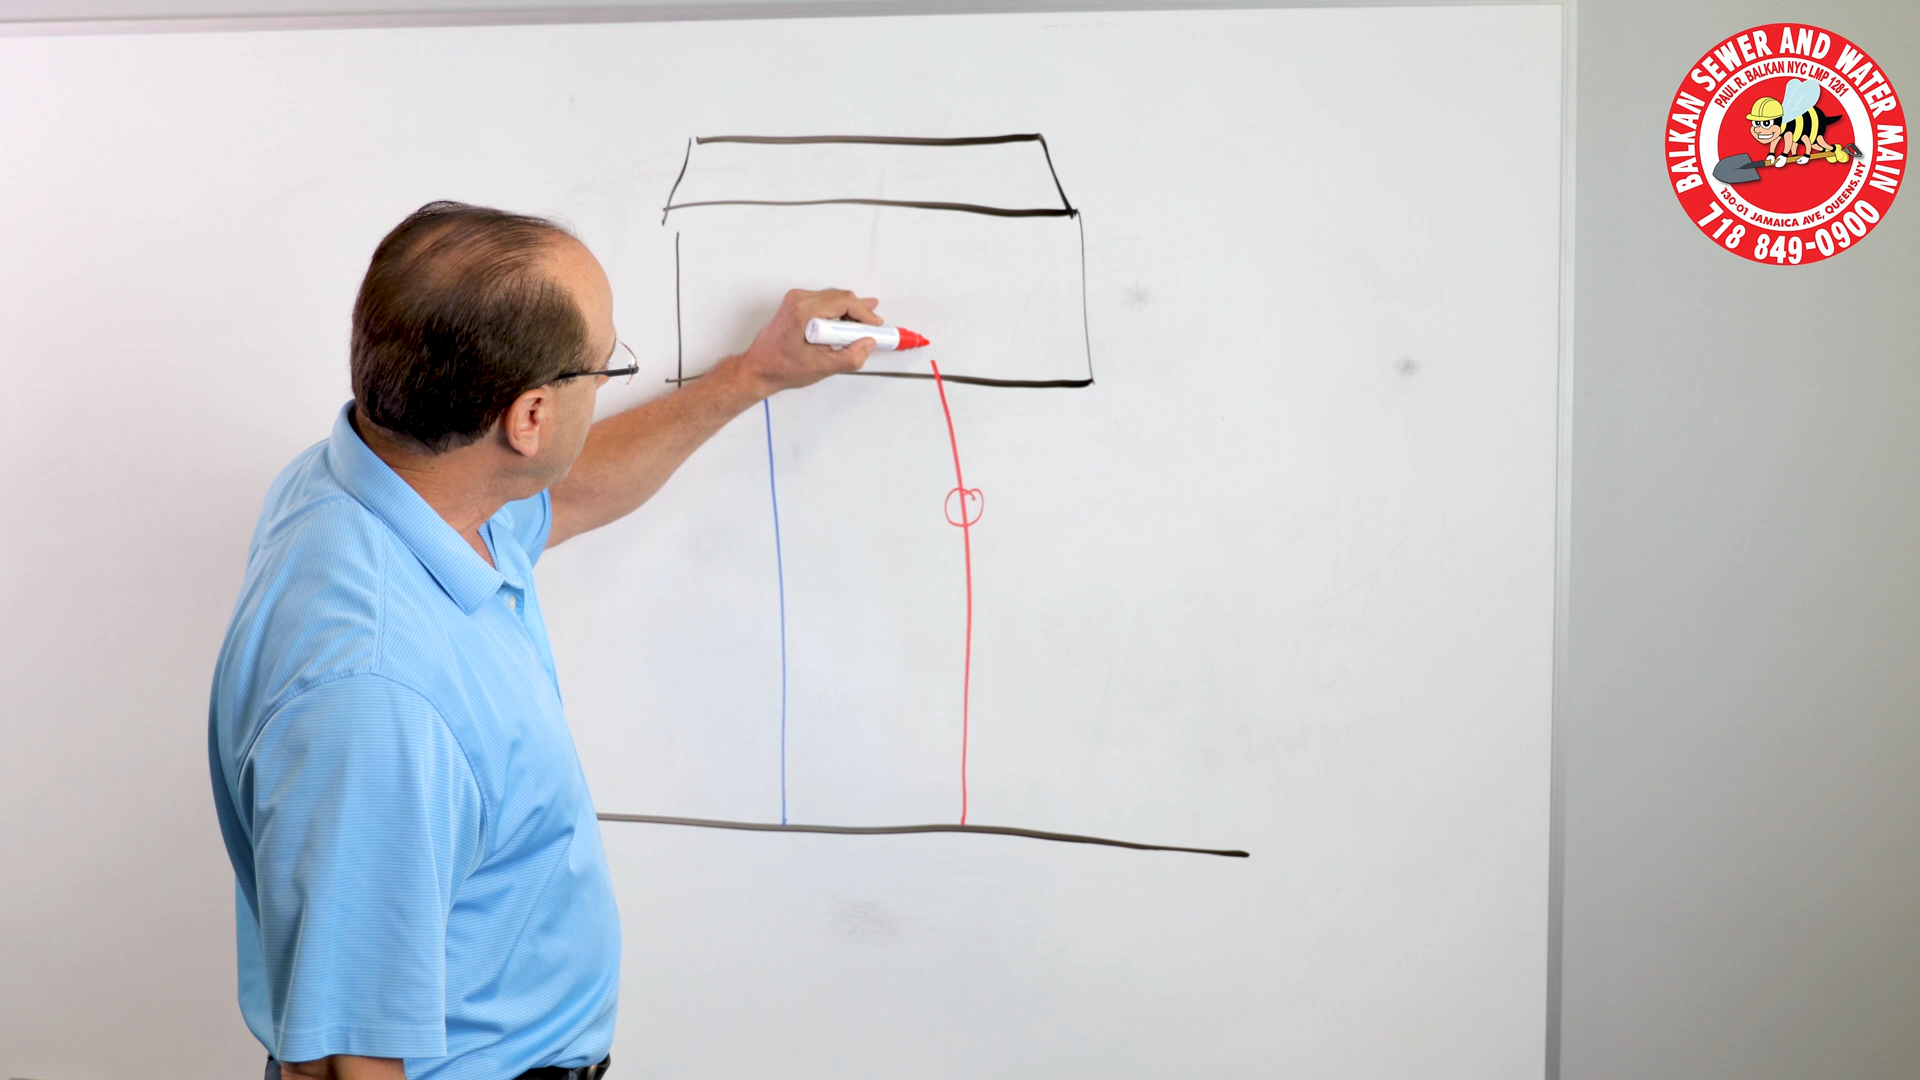 BALKAN SEWER AND WATER MAIN
PAUL R. BALKAN NYC LMP 1281
130-01 JAMAICA AVE, QUEENS, NY
718 849-0900